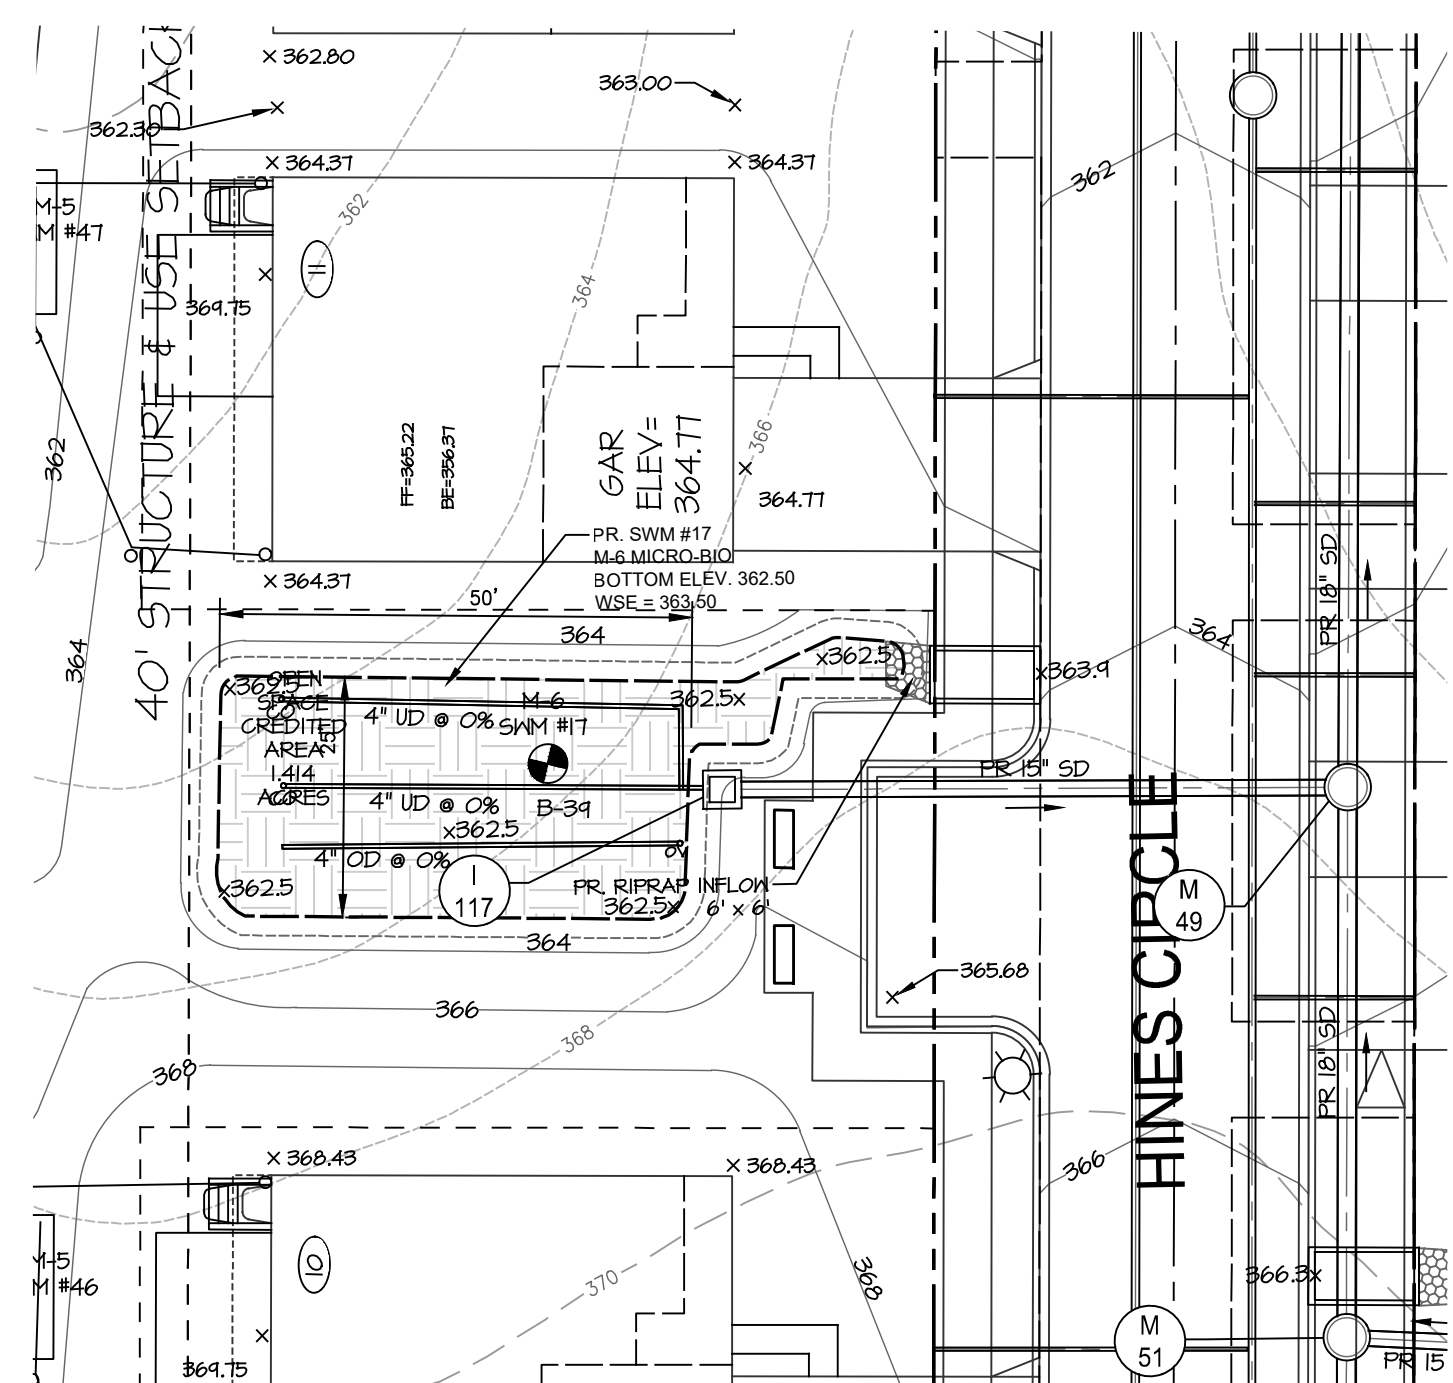 362.80
363.00
362.30
364.37
364.37
362
M-5
M #47
362
11
364
369.75
40' STRUCTURE & USE SETBACK
362
366
FF=365.22
BE=356.37
GAR
ELEV=
364.77
364.77
PR. SWM #17
M-6 MICRO-BIO
BOTTOM ELEV. 362.50
WSE = 363.50
364.37
50'
PR 18" SD
364
364
364
x362.5
x363.9
x362.5
OPEN
SPACE
CREDITED
AREA
1.414
ACRES
CO
CO
25'
362.5x
M-6
SWM #17
4" UD @ 0%
PR 15" SD
4" UD @ 0%
B-39
x362.5
4" OD @ 0%
OV
x362.5
I
117
PR. RIPRAP INFLOW
6' x 6'
362.5x
M
49
HINES CIRCLE
364
365.68
366
368
368
PR 18" SD
368.43
368.43
366
M-5
M #46
10
370
368
366.3x
M
51
369.75
PR 15